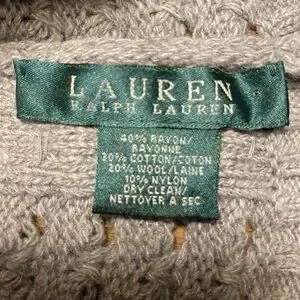 LAUREN
RALPH LAUREN
40% RAYON/
RAYONNE
30% COTTON/COTON
20% WOOL/LAINE
10% NYLON
DRY CLEAN/
NETTOYER A SEC